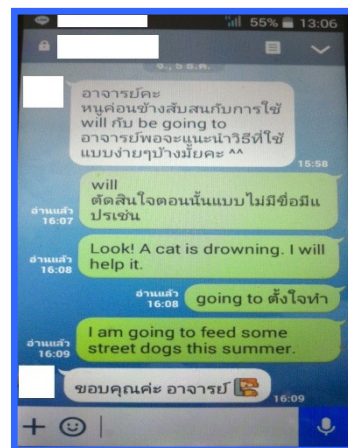 55% 13:06
จ., 5 ธ.ค.
อาจารย์คะ
หนูค่อนข้างสับสนกับการใช้
will กับ be going to
อาจารย์พอจะแนะนำวิธีที่ใช้
แบบง่ายๆบ้างมั้ยคะ ^^
15:58
will
ตัดสินใจตอนนั้นแบบไม่มีชื่อมีแ
ปรเช่น
อ่านแล้ว
16:07
Look! A cat is drowning. I will
help it.
อ่านแล้ว
16:08
going to ตั้งใจทำ
อ่านแล้ว
16:08
I am going to feed some
street dogs this summer.
อ่านแล้ว
16:09
ขอบคุณค่ะ อาจารย์
16:09